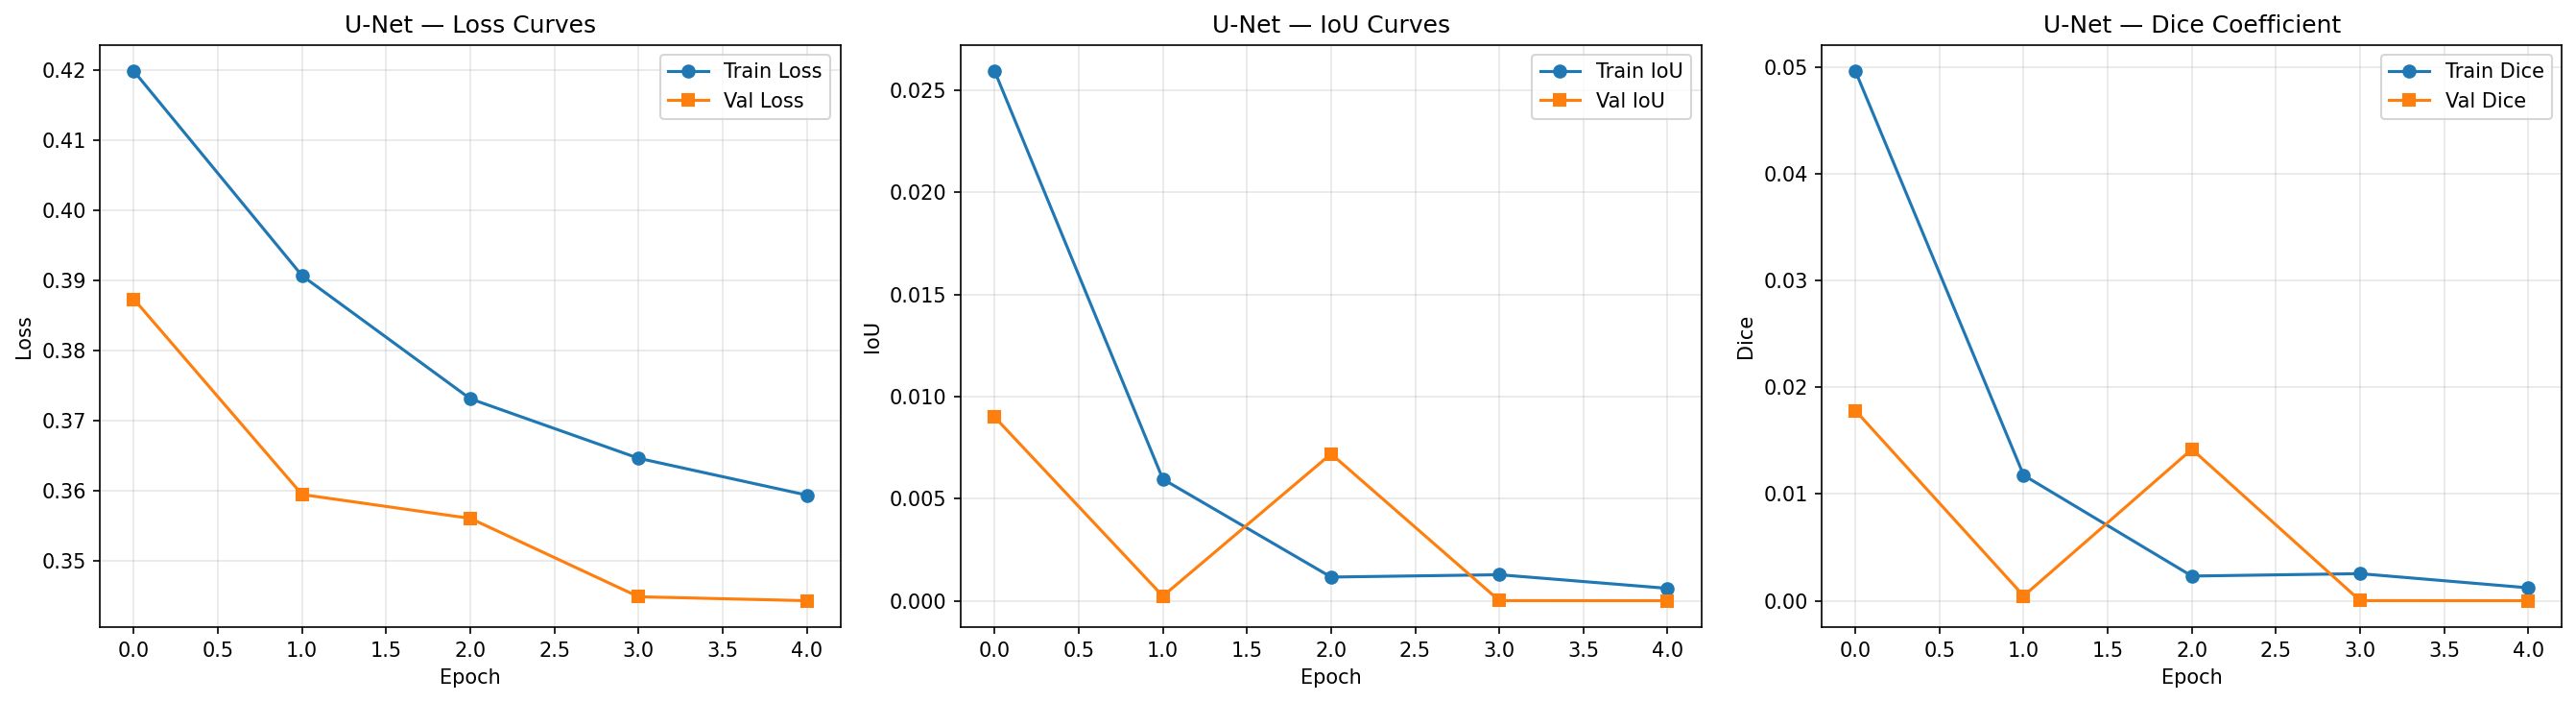 U-Net — Loss Curves
Train Loss
Val Loss
Loss
0.42
0.41
0.40
0.39
0.38
0.37
0.36
0.35
0.0 0.5 1.0 1.5 2.0 2.5 3.0 3.5 4.0
Epoch
U-Net — IoU Curves
Train IoU
Val IoU
IoU
0.025
0.020
0.015
0.010
0.005
0.000
0.0 0.5 1.0 1.5 2.0 2.5 3.0 3.5 4.0
Epoch
U-Net — Dice Coefficient
Train Dice
Val Dice
Dice
0.05
0.04
0.03
0.02
0.01
0.00
0.0 0.5 1.0 1.5 2.0 2.5 3.0 3.5 4.0
Epoch